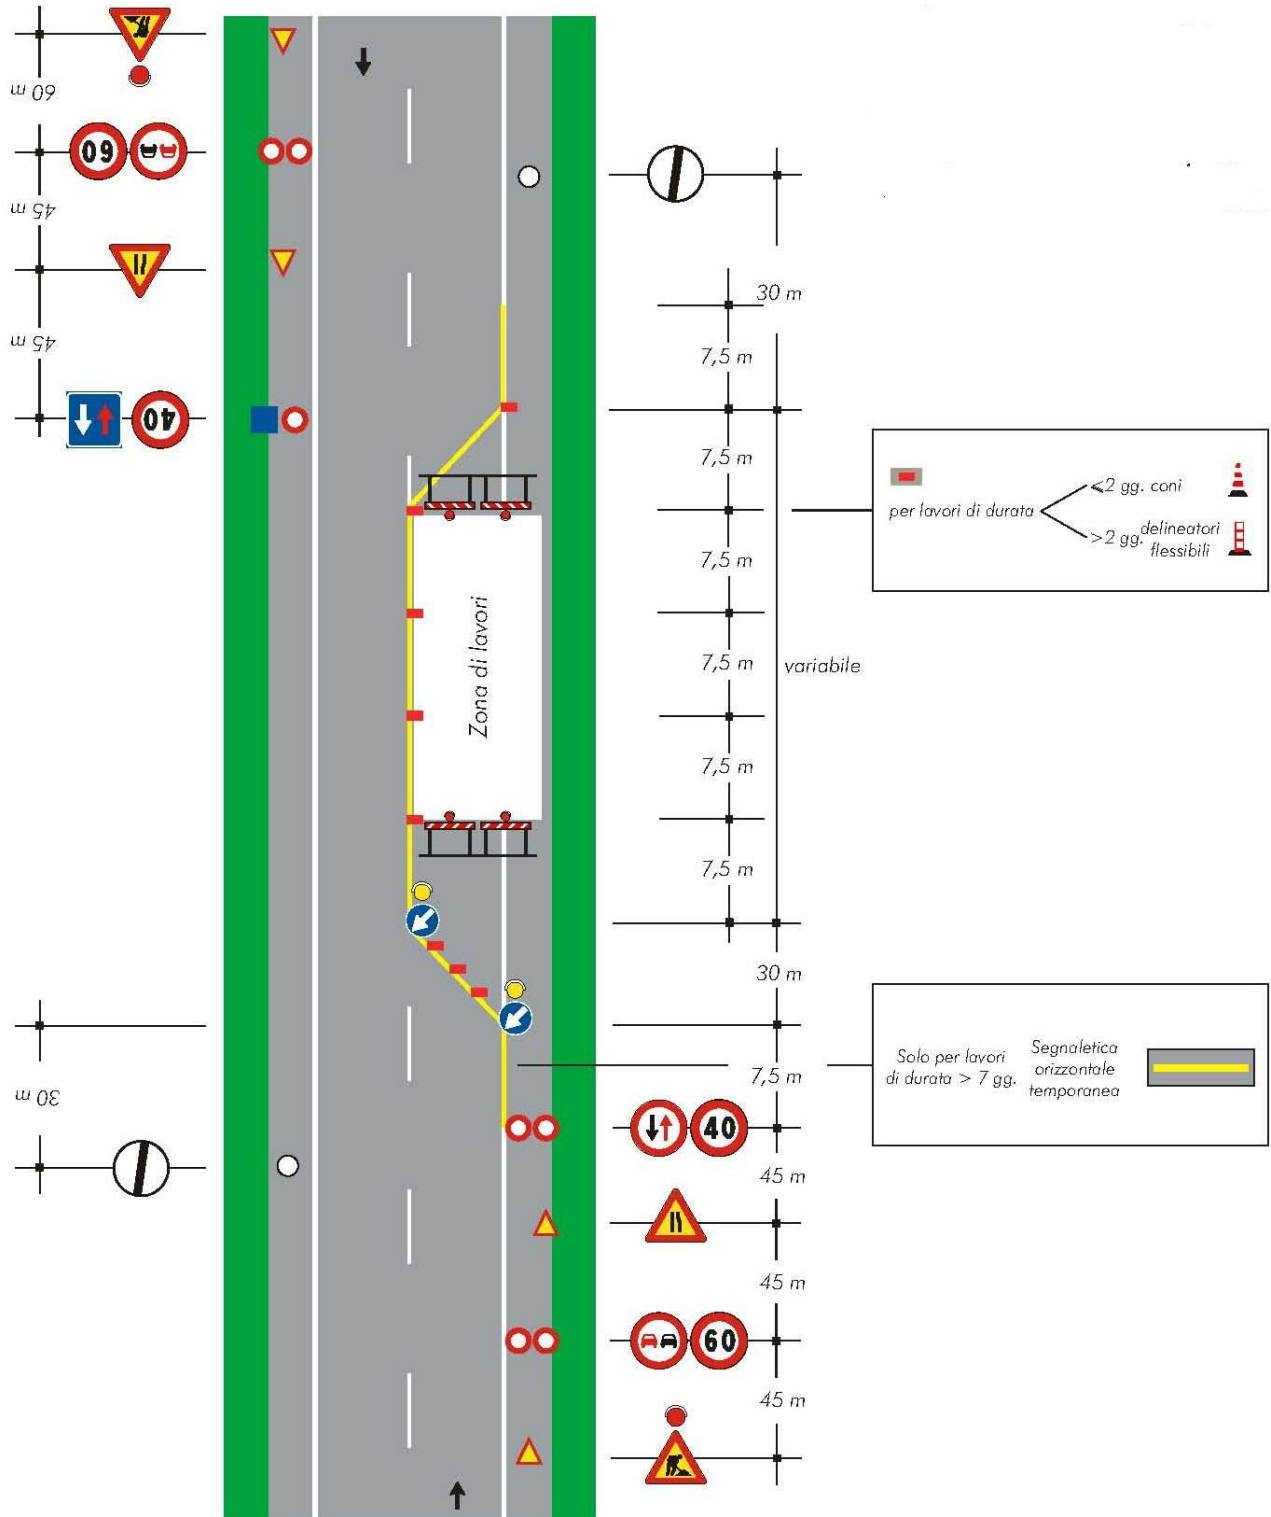 60 m
60
45 m
45 m
40
30 m
7,5 m
7,5 m
7,5 m
7,5 m
7,5 m
7,5 m
variabile
per lavori di durata
<2 gg. coni
>2 gg. delineatori
flessibili
Zona di lavori
30 m
7,5 m
Solo per lavori
di durata > 7 gg.
Segnaletica
orizzontale
temporanea
30 m
40
45 m
45 m
60
45 m